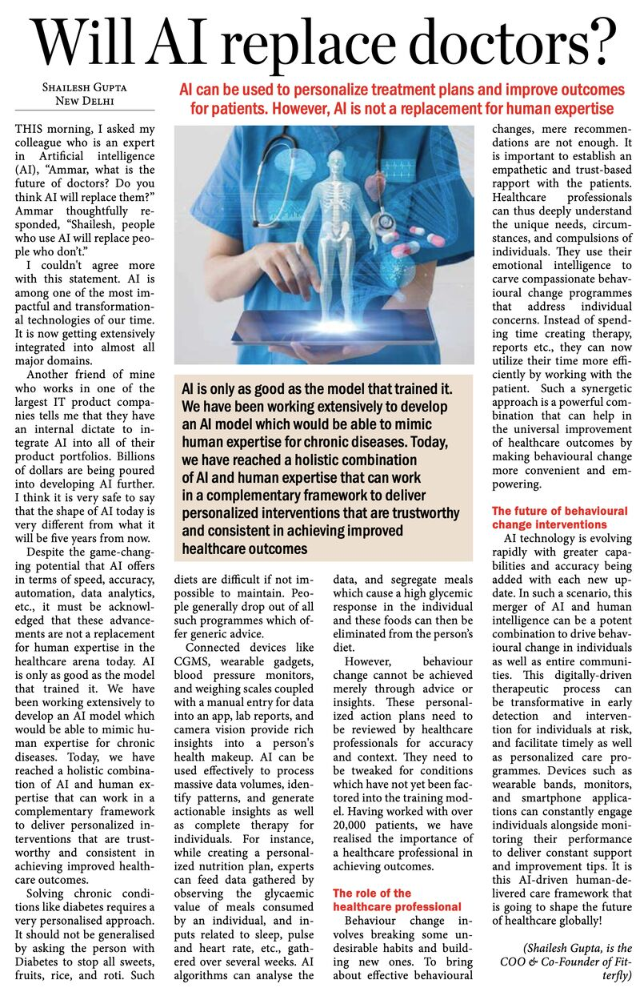 Will AI replace doctors?
SHAILESH GUPTA
NEW DELHI
AI can be used to personalize treatment plans and improve outcomes
for patients. However, AI is not a replacement for human expertise
THIS morning, I asked my
colleague who is an expert
in Artificial intelligence
(AI), “Ammar, what is the
future of doctors? Do you
think AI will replace them?”
Ammar thoughtfully re-
sponded, “Shailesh, people
who use AI will replace peo-
ple who don’t.”
I couldn't agree more
with this statement. AI is
among one of the most im-
pactful and transformation-
al technologies of our time.
It is now getting extensively
integrated into almost all
major domains.
Another friend of mine
who works in one of the
largest IT product compa-
nies tells me that they have
an internal dictate to in-
tegrate AI into all of their
product portfolios. Billions
of dollars are being poured
into developing AI further.
I think it is very safe to say
that the shape of AI today is
very different from what it
will be five years from now.
Despite the game-chang-
ing potential that AI offers
in terms of speed, accuracy,
automation, data analytics,
etc., it must be acknowl-
edged that these advance-
ments are not a replacement
for human expertise in the
healthcare arena today. AI
is only as good as the model
that trained it. We have
been working extensively to
develop an AI model which
would be able to mimic hu-
man expertise for chronic
diseases. Today, we have
reached a holistic combina-
tion of AI and human ex-
pertise that can work in a
complementary framework
to deliver personalized in-
terventions that are trust-
worthy and consistent in
achieving improved health-
care outcomes.
Solving chronic condi-
tions like diabetes requires a
very personalised approach.
It should not be generalised
by asking the person with
Diabetes to stop all sweets,
fruits, rice, and roti. Such
AI is only as good as the model that trained it.
We have been working extensively to develop
an AI model which would be able to mimic
human expertise for chronic diseases. Today,
we have reached a holistic combination
of AI and human expertise that can work
in a complementary framework to deliver
personalized interventions that are trustworthy
and consistent in achieving improved
healthcare outcomes
diets are difficult if not im-
possible to maintain. Peo-
ple generally drop out of all
such programmes which of-
fer generic advice.
Connected devices like
CGMS, wearable gadgets,
blood pressure monitors,
and weighing scales coupled
with a manual entry for data
into an app, lab reports, and
camera vision provide rich
insights into a person's
health makeup. AI can be
used effectively to process
massive data volumes, iden-
tify patterns, and generate
actionable insights as well
as complete therapy for
individuals. For instance,
while creating a personal-
ized nutrition plan, experts
can feed data gathered by
observing the glycaemic
value of meals consumed
by an individual, and in-
puts related to sleep, pulse
and heart rate, etc., gath-
ered over several weeks. AI
algorithms can analyse the
data, and segregate meals
which cause a high glycemic
response in the individual
and these foods can then be
eliminated from the person’s
diet.
However, behaviour
change cannot be achieved
merely through advice or
insights. These personal-
ized action plans need to
be reviewed by healthcare
professionals for accuracy
and context. They need to
be tweaked for conditions
which have not yet been fac-
tored into the training mod-
el. Having worked with over
20,000 patients, we have
realised the importance of
a healthcare professional in
achieving outcomes.
The role of the
healthcare professional
Behaviour change in-
volves breaking some un-
desirable habits and build-
ing new ones. To bring
about effective behavioural
changes, mere recommen-
dations are not enough. It
is important to establish an
empathetic and trust-based
rapport with the patients.
Healthcare professionals
can thus deeply understand
the unique needs, circum-
stances, and compulsions of
individuals. They use their
emotional intelligence to
carve compassionate behav-
ioural change programmes
that address individual
concerns. Instead of spend-
ing time creating therapy,
reports etc., they can now
utilize their time more effi-
ciently by working with the
patient. Such a synergetic
approach is a powerful com-
bination that can help in
the universal improvement
of healthcare outcomes by
making behavioural change
more convenient and em-
powering.
The future of behavioural
change interventions
AI technology is evolving
rapidly with greater capa-
bilities and accuracy being
added with each new up-
date. In such a scenario, this
merger of AI and human
intelligence can be a potent
combination to drive behav-
ioural change in individuals
as well as entire communi-
ties. This digitally-driven
therapeutic process can
be transformative in early
detection and interven-
tion for individuals at risk,
and facilitate timely as well
as personalized care pro-
grammes. Devices such as
wearable bands, monitors,
and smartphone applica-
tions can constantly engage
individuals alongside moni-
toring their performance
to deliver constant support
and improvement tips. It is
this AI-driven human-de-
livered care framework that
is going to shape the future
of healthcare globally!
(Shailesh Gupta, is the
COO & Co-Founder of Fit-
terfly)